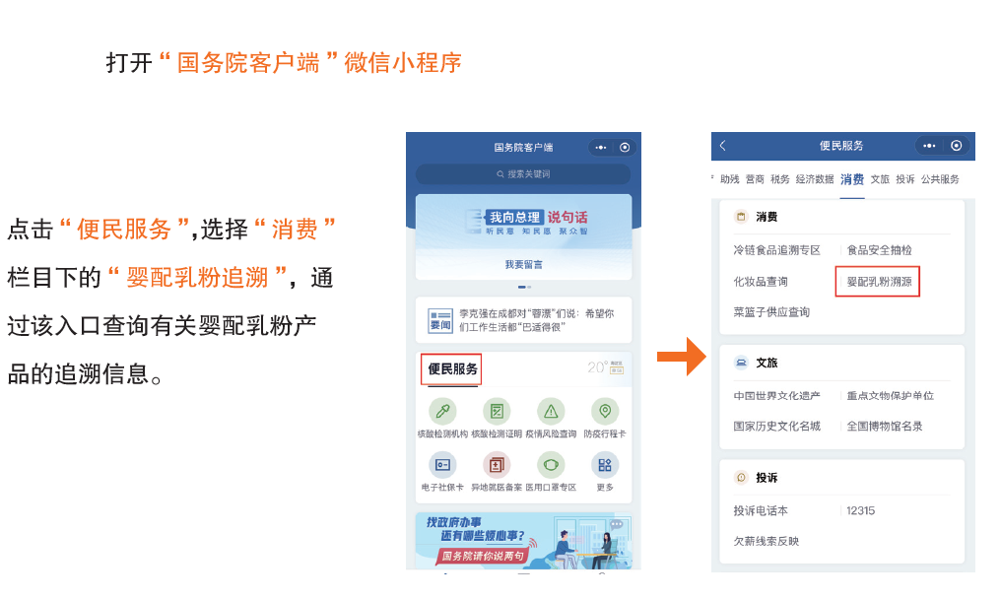 打开“国务院客户端”微信小程序
点击“便民服务”,选择“消费”
栏目下的“婴配乳粉追溯”，通
过该入口查询有关婴配乳粉产
品的追溯信息。
国务院客户端
搜索关键词
我向总理 说句话
听民意 知民愿 聚众智
我要留言
要闻
李克强在成都对“蓉漂”们说：希望你
们工作生活都“巴适得很”
便民服务
20°
核酸检测机构 核酸检测证明 疫情风险查询 防疫行程卡
电子社保卡 异地就医备案 医用口罩专区 更多
找政府办事
还有哪些烦心事?
国务院请你说两句
便民服务
助残 营商 税务 经济数据 消费 文旅 投诉 公共服务
消费
冷链食品追溯专区 食品安全抽检
化妆品查询 婴配乳粉溯源
菜篮子供应查询
文旅
中国世界文化遗产 重点文物保护单位
国家历史文化名城 全国博物馆名录
投诉
投诉电话本 12315
欠薪线索反映